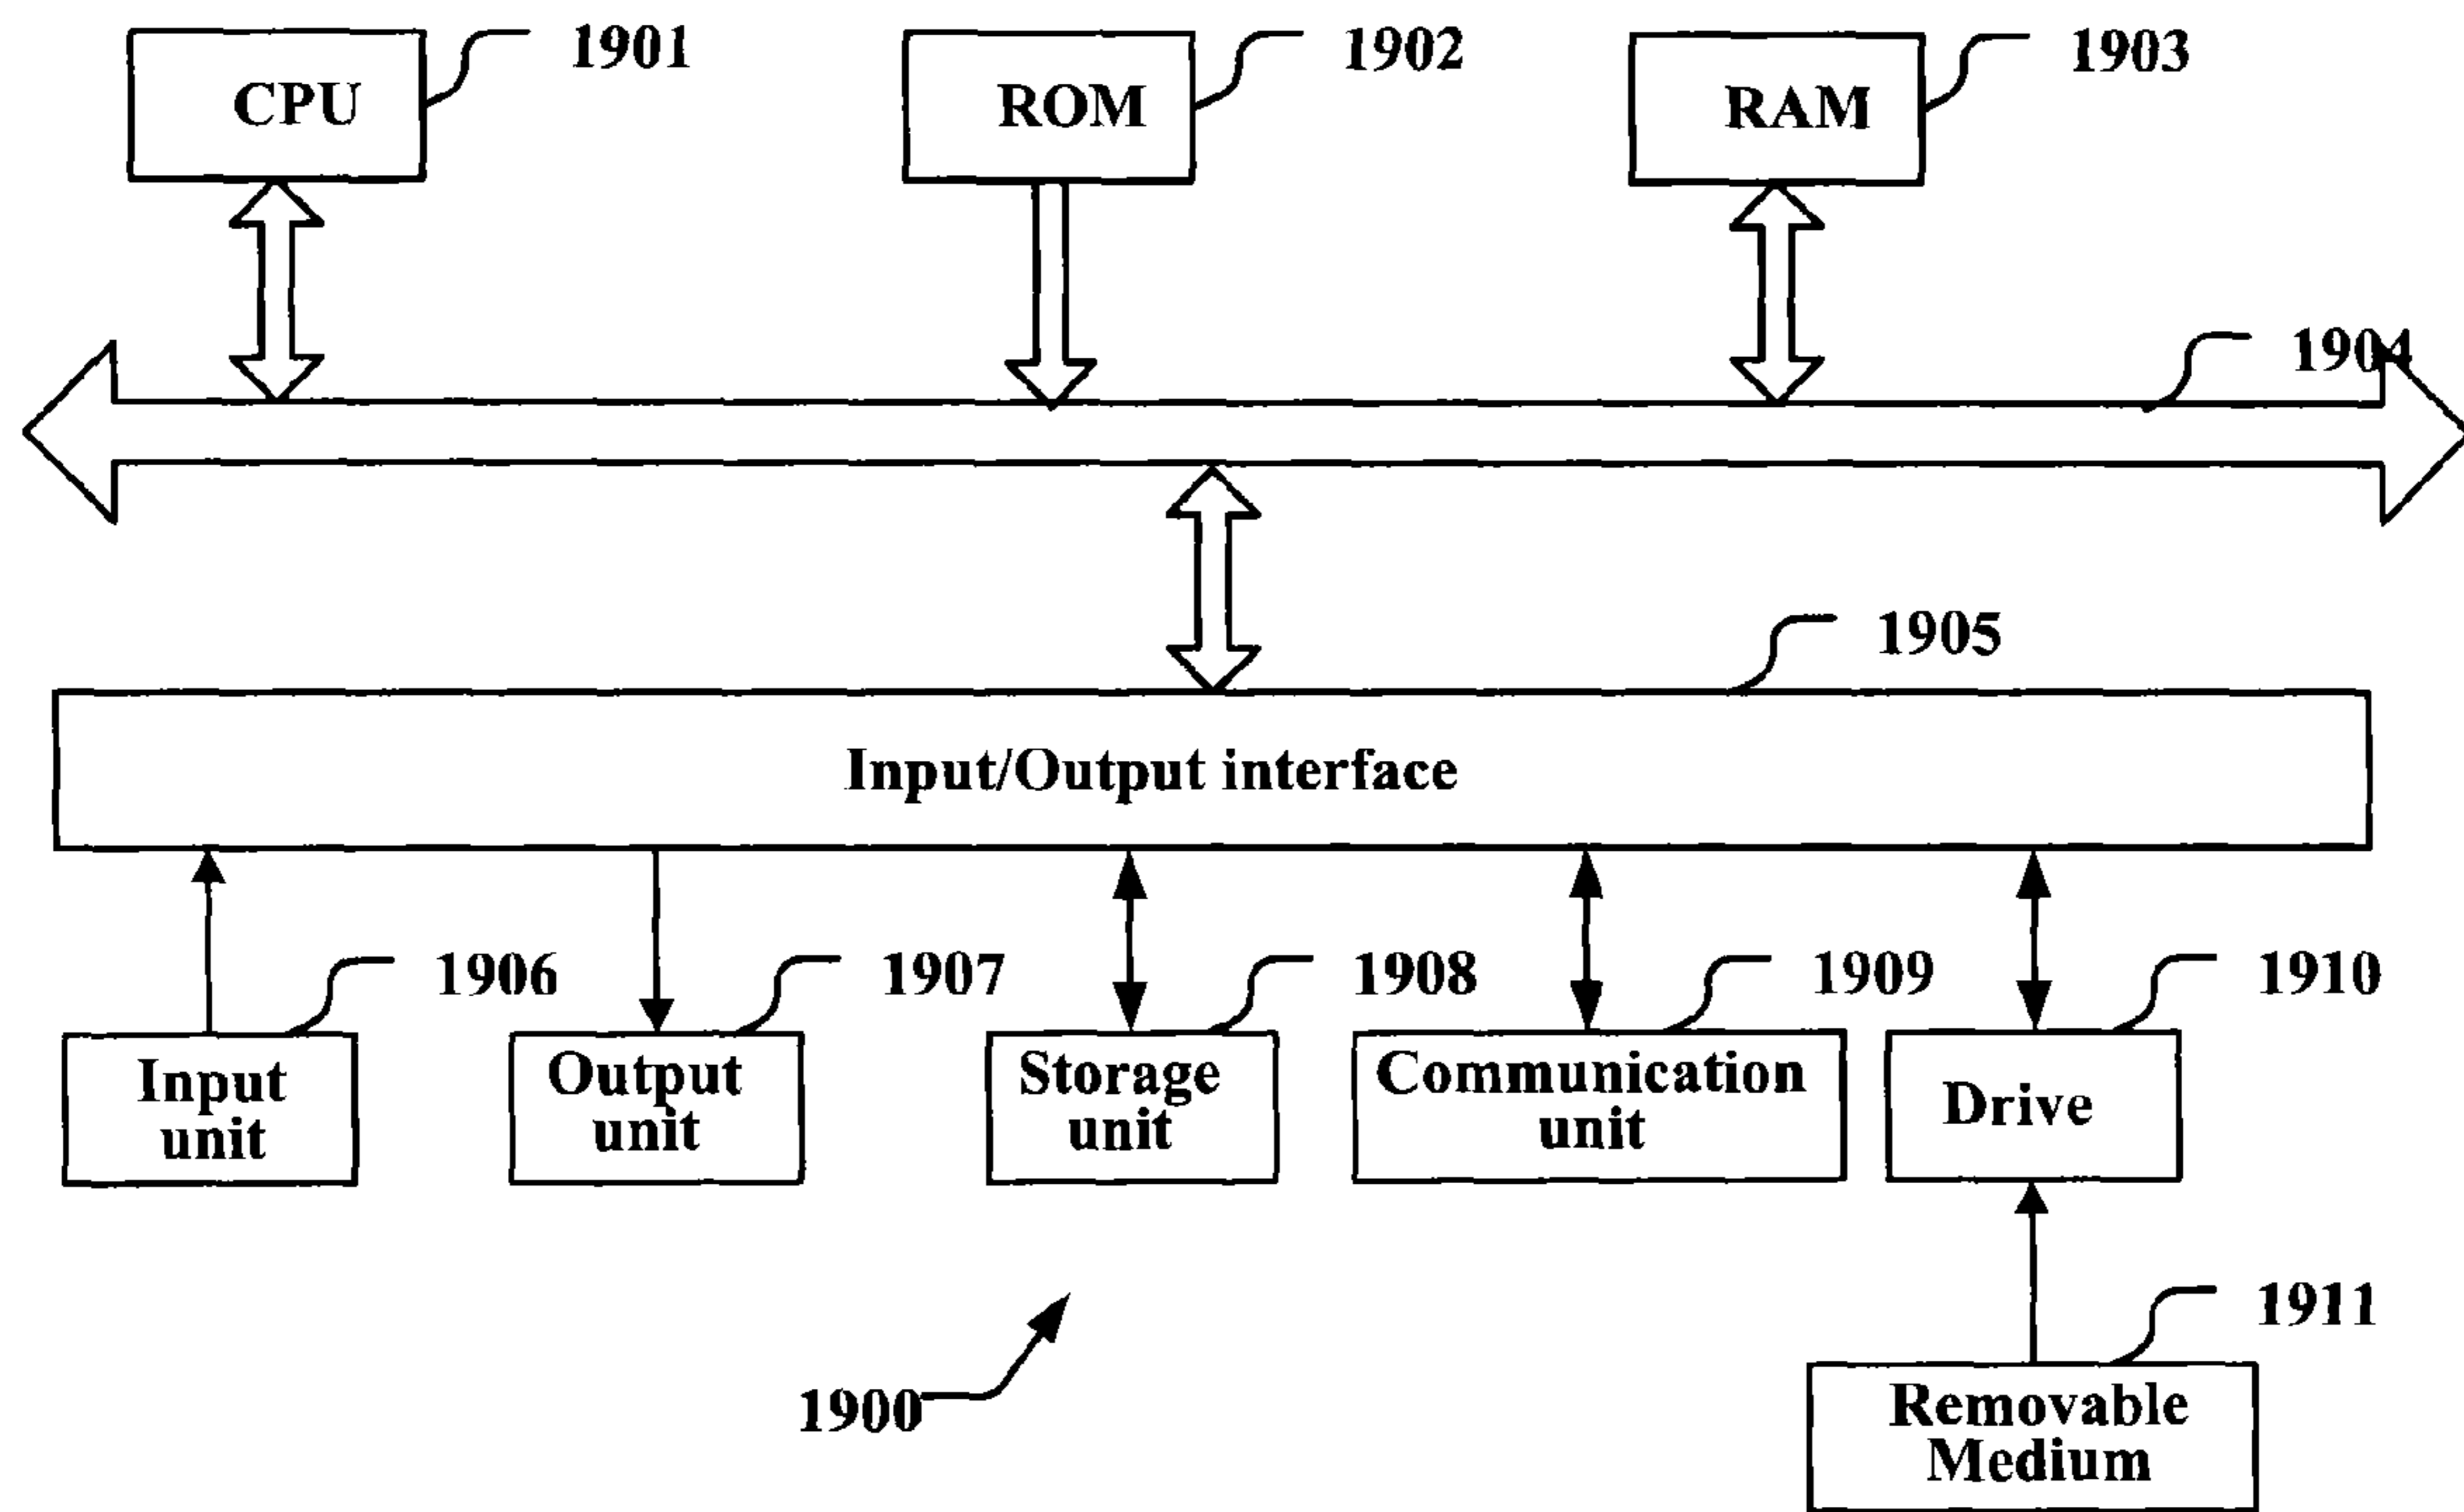 1901
CPU
1902
ROM
1903
RAM
1904
1905
Input/Output interface
1906
1907
1908
1909
1910
Input
unit
Output
unit
Storage
unit
Communication
unit
Drive
1911
1900
Removable
Medium